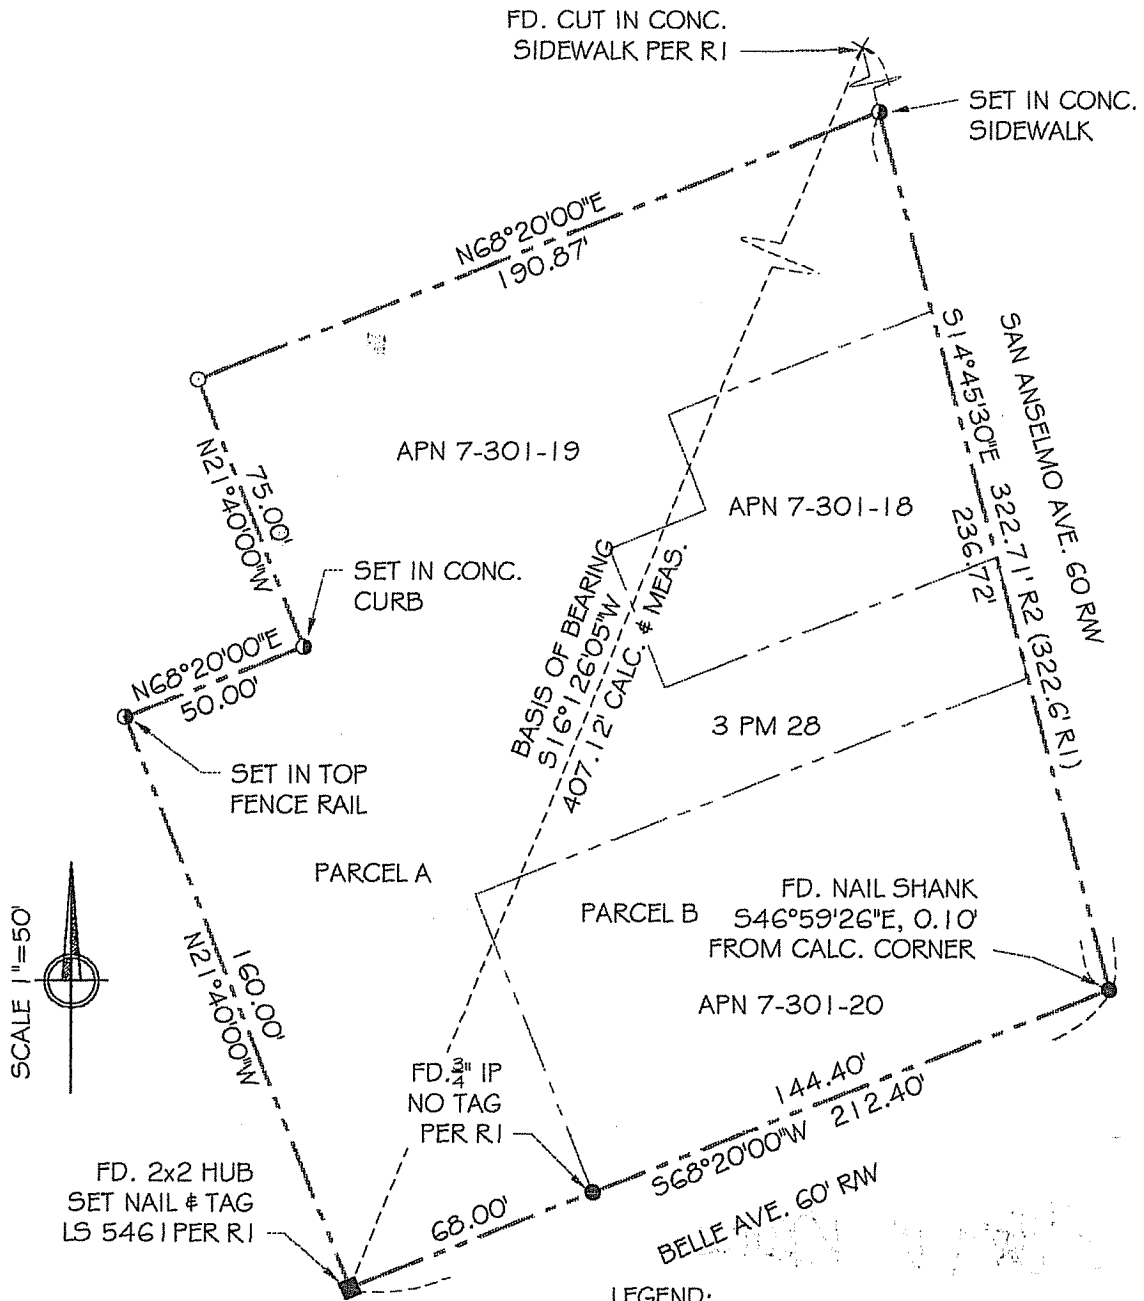 FD. CUT IN CONC.
SIDEWALK PER R1
SET IN CONC.
SIDEWALK
N68°20'00"E
190.87'
SAN ANSELMO AVE. 60 R/W
S14°45'30"E 322.71' R2 (322.6' R1)
236.72'
75.00'
N21°40'00"W
APN 7-301-19
APN 7-301-18
SET IN CONC.
CURB
N68°20'00"E
50.00'
BASIS OF BEARING
S16°126'05"W
407.12' CALC. & MEAS.
3 PM 28
SET IN TOP
FENCE RAIL
PARCEL A
PARCEL B
FD. NAIL SHANK
S46°59'26"E, 0.10'
FROM CALC. CORNER
APN 7-301-20
SCALE 1"=50'
160.00'
N21°40'00"W
FD. 3/4" IP
NO TAG
PER R1
144.40'
S68°20'00"W 212.40'
FD. 2x2 HUB
SET NAIL & TAG
LS 5461 PER R1
68.00'
BELLE AVE. 60' R/W
LEGEND: